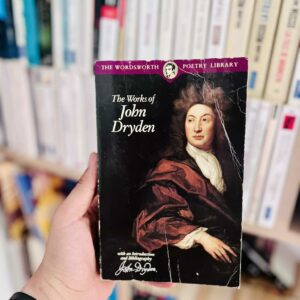 THE WORDSWORTH POETRY LIBRARY
The Works of
John
Dryden
with an Introduction
and Bibliography
John Dryden